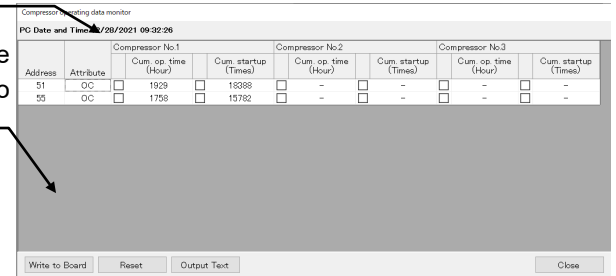 Compressor operating data monitor
PC Date and Time: 2/28/2021 09:32:26
Compressor No.1 Compressor No.2 Compressor No.3
Address Attribute Cum. op. time (Hour) Cum. startup (Times) Cum. op. time (Hour) Cum. startup (Times) Cum. op. time (Hour) Cum. startup (Times)
51 OC 1929 18388 - - - -
55 OC 1758 15782 - - - -
Write to Board Reset Output Text Close